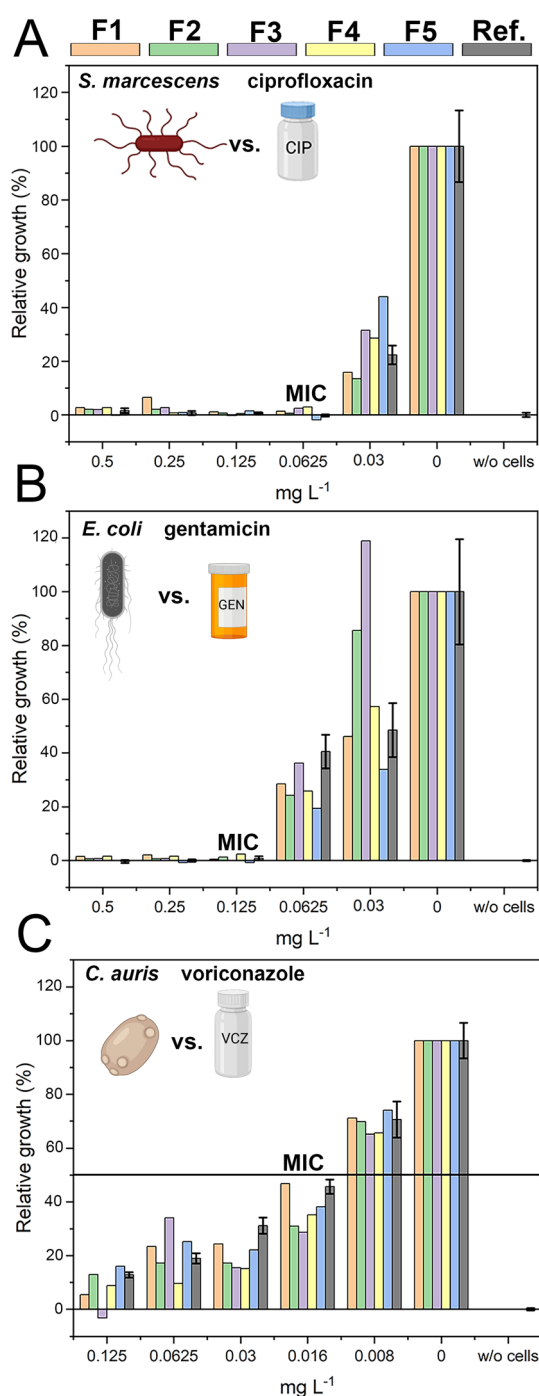 A
F1 F2 F3 F4 F5 Ref.
S. marcescens ciprofloxacin
vs.
CIP
MIC
Relative growth (%)
120
100
80
60
40
20
0
0.5 0.25 0.125 0.0625 0.03 0 w/o cells
mg L⁻¹
B
E. coli gentamicin
vs.
GEN
MIC
Relative growth (%)
120
100
80
60
40
20
0
0.5 0.25 0.125 0.0625 0.03 0 w/o cells
mg L⁻¹
C
C. auris voriconazole
vs.
VCZ
MIC
Relative growth (%)
120
100
80
60
40
20
0
0.125 0.0625 0.03 0.016 0.008 0 w/o cells
mg L⁻¹